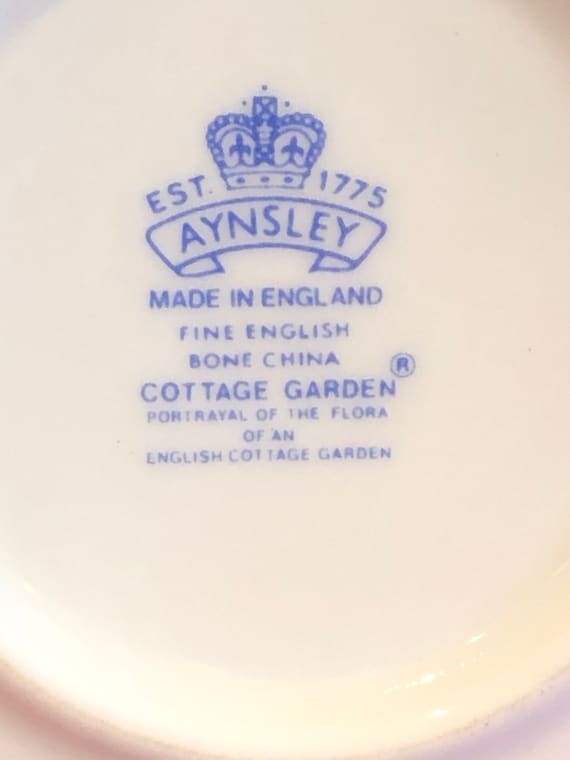 EST. 1775
AYNSLEY
MADE IN ENGLAND
FINE ENGLISH
BONE CHINA
COTTAGE GARDEN ®
PORTRAYAL OF THE FLORA
OF AN
ENGLISH COTTAGE GARDEN